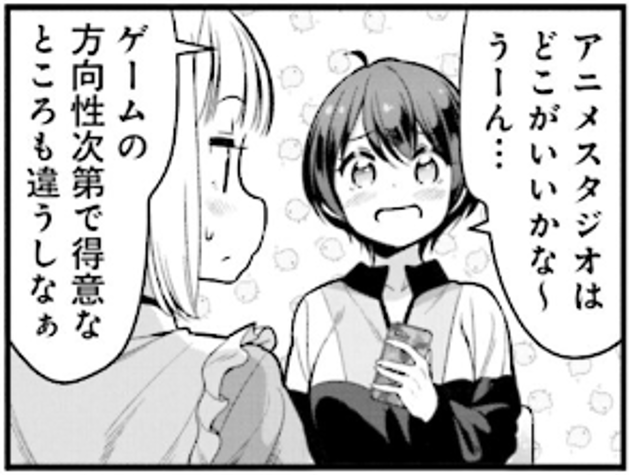 アニメスタジオは
どこがいいかな～
うーん…
ゲームの
方向性次第で得意な
ところも違うしなぁ